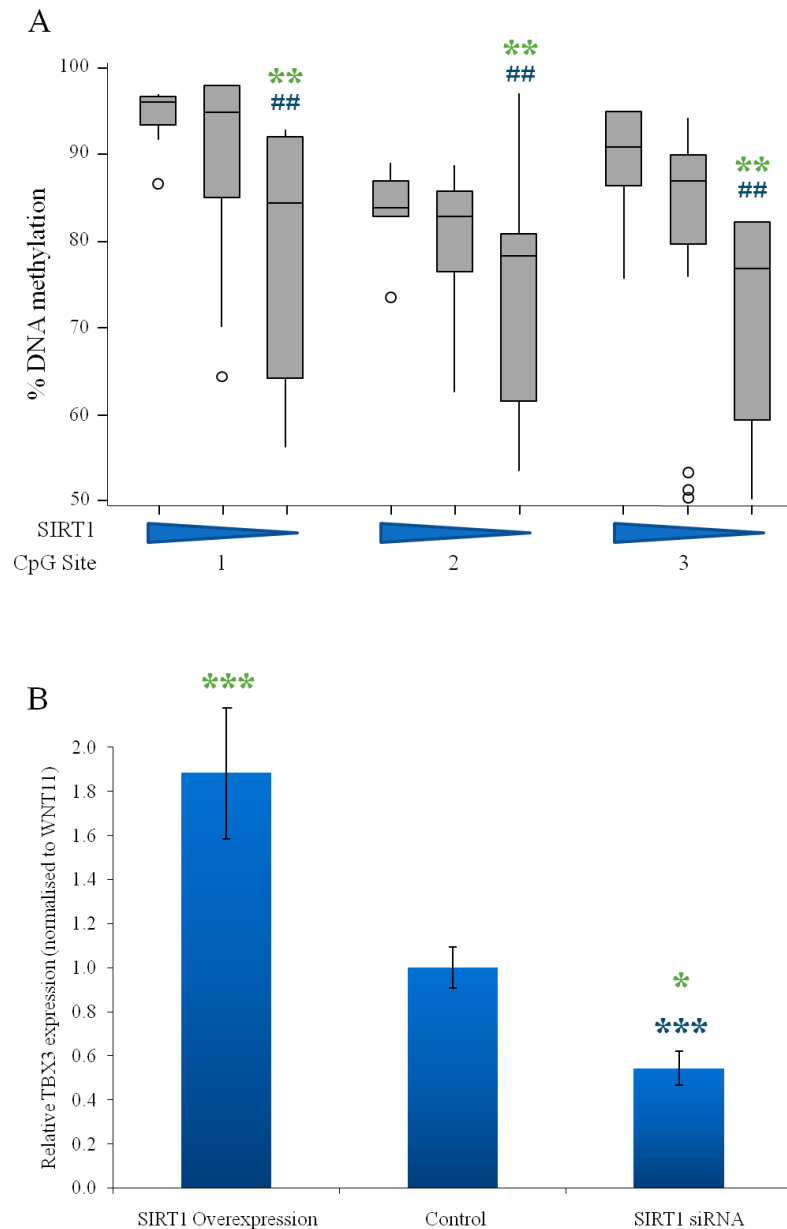 A
% DNA methylation
100
90
80
70
60
50
** ** **
## ## ##
SIRT1
CpG Site 1 2 3
B
Relative TBX3 expression (normalised to WNT11)
2.0
1.8
1.6
1.4
1.2
1.0
0.8
0.6
0.4
0.2
0.0
***
*
***
SIRT1 Overexpression Control SIRT1 siRNA